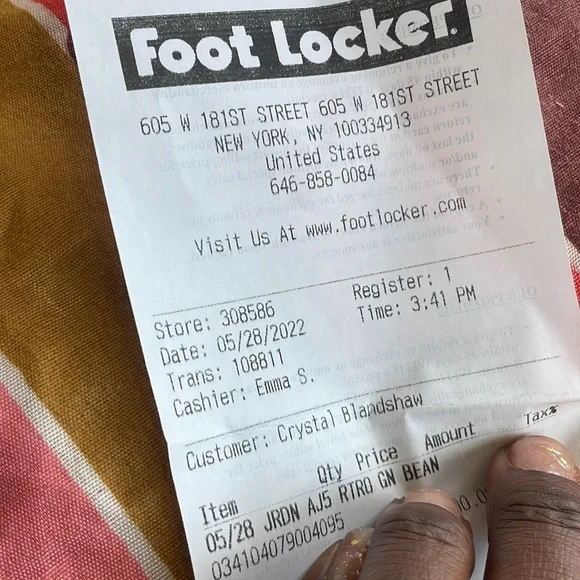 Foot Locker.
605 W 181ST STREET 605 W 181ST STREET
NEW YORK, NY 100334913
United States
646-858-0084
Visit Us At www.footlocker.com
Store: 308586 Register: 1
Date: 05/28/2022 Time: 3:41 PM
Trans: 108811
Cashier: Emma S.
Customer: Crystal Blandshaw
Item Qty Price Amount Tax%
05/28 JRDN AJ5 RTRO GN BEAN
034104079004095